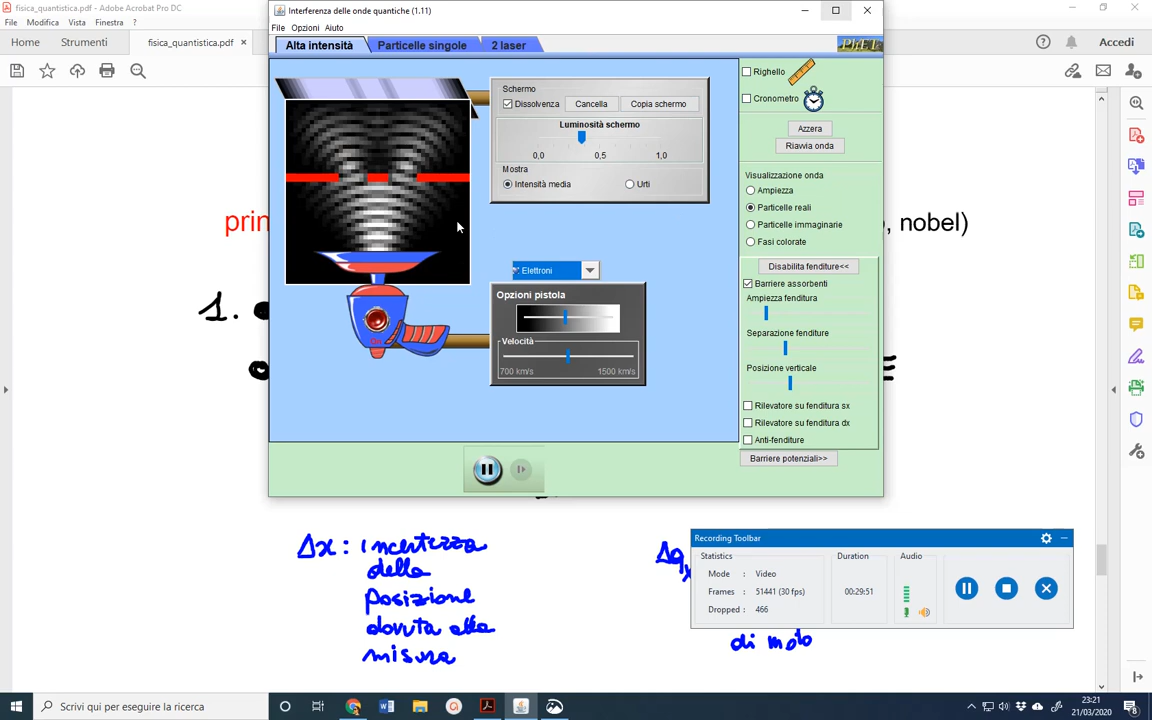 fisica_quantistica.pdf - Adobe Acrobat Pro DC
File Modifica Vista Finestra ?
Home Strumenti fisica_quantistica.pdf × Accedi
Interferenza delle onde quantiche (1.11)
File Opzioni Aiuto
Alta intensità Particelle singole 2 laser PhET
Schermo
Dissolvenza Cancella Copia schermo
Luminosità schermo
0,0 0,5 1,0
Mostra
Intensità media Urti
Elettroni
Opzioni pistola
Velocità
700 km/s 1500 km/s
On
Righello
Cronometro
Azzera
Riavvia onda
Visualizzazione onda
Ampiezza
Particelle reali
Particelle immaginarie
Fasi colorate
Disabilita fenditure<<
Barriere assorbenti
Ampiezza fenditura
Separazione fenditure
Posizione verticale
Rilevatore su fenditura sx
Rilevatore su fenditura dx
Anti-fenditure
Barriere potenziali>>
prin , nobel)
1.
Δx : incertezza
della
posizione
dovuta alla
misura
Δqx
di moto
Recording Toolbar
Statistics Duration Audio
Mode : Video
Frames : 51441 (30 fps) 00:29:51
Dropped : 466
Scrivi qui per eseguire la ricerca
23:21
21/03/2020
8